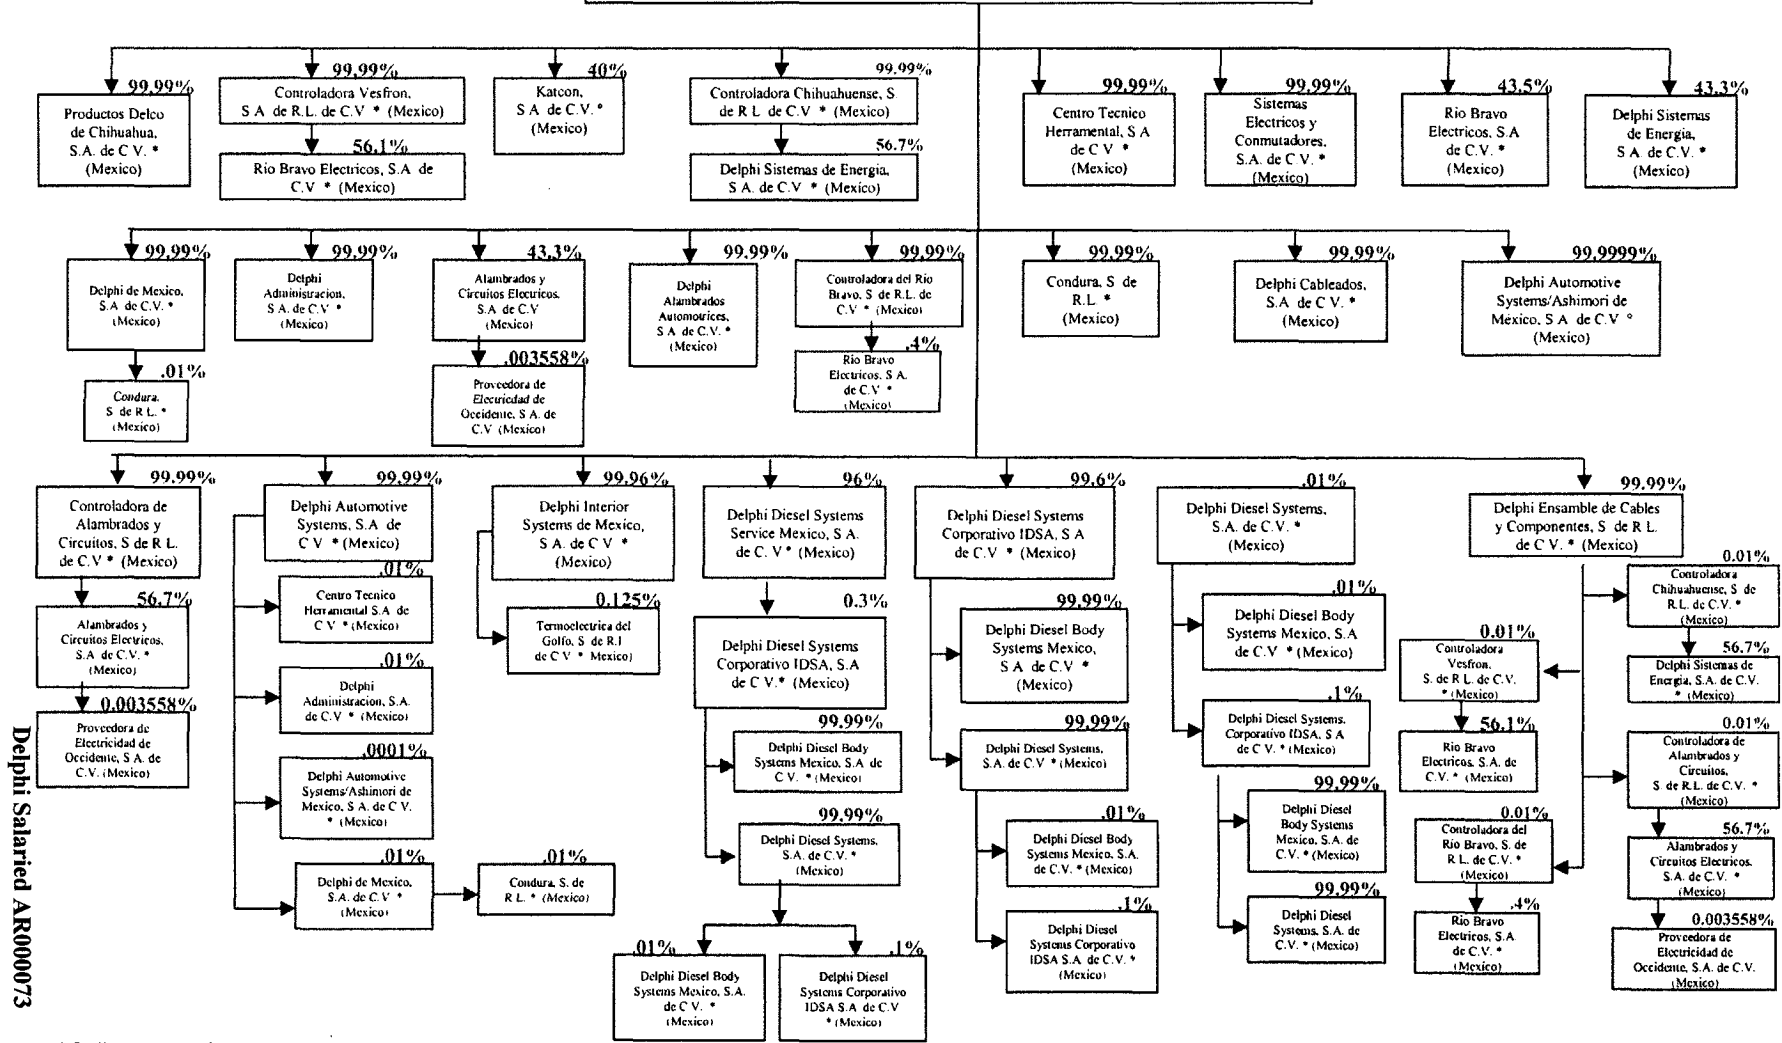 99.99%
Productos Delco
de Chihuahua,
S.A. de C V. *
(Mexico)
99.99%
Controladora Vesfron,
S A de R.L. de C.V * (Mexico)
56.1%
Rio Bravo Electricos, S.A de
C.V * (Mexico)
40%
Katcon,
S A de C.V. °
(Mexico)
99.99%
Controladora Chihuahuense, S
de R L de C.V * (Mexico)
56.7%
Delphi Sistemas de Energia,
S A. de C.V * (Mexico)
99.99%
Centro Tecnico
Herramental, S A
de C V *
(Mexico)
99.99%
Sistemas
Electricos y
Conmutadores,
S.A. de C.V. *
(Mexico)
43.5%
Rio Bravo
Electricos, S.A
de C.V. *
(Mexico)
43.3%
Delphi Sistemas
de Energia,
S A. de C.V. *
(Mexico)
99.99%
Delphi de Mexico,
S.A de C.V. *
(Mexico)
.01%
Condura,
S de R L. *
(Mexico)
99.99%
Delphi
Administracion,
S A. de C.V *
(Mexico)
43.3%
Alambrados y
Circuitos Electricos,
S.A de C.V
(Mexico)
.003558%
Proveedora de
Electricidad de
Occidente, S A. de
C.V (Mexico)
99.99%
Delphi
Alambrados
Automotrices,
S A de C.V. *
(Mexico)
99.99%
Controladora del Rio
Bravo, S de R.L. de
C.V * (Mexico)
.4%
Rio Bravo
Electricos, S A.
de C.V *
(Mexico)
99.99%
Condura, S de
R.L *
(Mexico)
99.99%
Delphi Cableados,
S.A de C V. *
(Mexico)
99.9999%
Delphi Automotive
Systems/Ashimori de
Mexico, S A de C.V °
(Mexico)
99.99%
Controladora de
Alambrados y
Circuitos, S de R L.
de C.V * (Mexico)
56.7%
Alambrados y
Circuitos Electricos,
S.A de C.V. *
(Mexico)
0.003558%
Proveedora de
Electricidad de
Occidente, S A. de
C.V. (Mexico)
99.99%
Delphi Automotive
Systems, S.A de
C V * (Mexico)
.01%
Centro Tecnico
Herramental S.A de
C V * (Mexico)
.01%
Delphi
Administracion, S.A.
de C.V * (Mexico)
.0001%
Delphi Automotive
Systems/Ashimori de
Mexico, S A. de C V.
* (Mexico)
.01%
Delphi de Mexico,
S.A. de C.V *
(Mexico)
.01%
Condura, S. de
R L. * (Mexico)
99.96%
Delphi Interior
Systems de Mexico,
S.A. de C V *
(Mexico)
0.125%
Termoelectrica del
Golfo, S de R.l
de C V * Mexico)
96%
Delphi Diesel Systems
Service Mexico, S A.
de C. V * (Mexico)
0.3%
Delphi Diesel Systems
Corporativo IDSA, S.A
de C V.* (Mexico)
99.99%
Delphi Diesel Body
Systems Mexico, S.A. de
C V. * (Mexico)
99.99%
Delphi Diesel Systems,
S.A. de C.V. *
(Mexico)
.01%
Delphi Diesel Body
Systems Mexico, S.A.
de C V. *
(Mexico)
.1%
Delphi Diesel
Systems Corporativo
IDSA S.A de C.V
* (Mexico)
99.6%
Delphi Diesel Systems
Corporativo IDSA, S.A
de C V * (Mexico)
99.99%
Delphi Diesel Body
Systems Mexico,
S A de C.V *
(Mexico)
99.99%
Delphi Diesel Systems,
S.A. de C.V * (Mexico)
.01%
Delphi Diesel Body
Systems Mexico, S.A.
de C.V. * (Mexico)
.1%
Delphi Diesel
Systems Corporativo
IDSA S.A. de C.V. *
(Mexico)
.01%
Delphi Diesel Systems,
S.A. de C.V. *
(Mexico)
.01%
Delphi Diesel Body
Systems Mexico, S.A
de C.V * (Mexico)
.1%
Delphi Diesel Systems,
Corporativo IDSA, S.A
de C V. * (Mexico)
99.99%
Delphi Diesel
Body Systems
Mexico, S.A. de
C.V. * (Mexico)
99.99%
Delphi Diesel
Systems, S.A. de
C.V. * (Mexico)
99.99%
Delphi Ensamble de Cables
y Componentes, S de R L.
de C V. * (Mexico)
0.01%
Controladora
Vesfron,
S. de R L. de C.V.
* (Mexico)
56.1%
Rio Bravo
Electricos, S.A. de
C.V. * (Mexico)
0.01%
Controladora del
Rio Bravo, S. de
R L. de C.V. *
(Mexico)
.4%
Rio Bravo
Electricos, S.A.
de C.V. *
(Mexico)
0.01%
Controladora
Chihuahuense, S de
R.L. de C.V. *
(Mexico)
56.7%
Delphi Sistemas de
Energia, S.A. de C.V.
* (Mexico)
0.01%
Controladora de
Alambrados y
Circuitos,
S. de R.L. de C.V. *
(Mexico)
56.7%
Alambrados y
Circuitos Electricos,
S.A. de C.V. *
(Mexico)
0.003558%
Proveedora de
Electricidad de
Occidente, S.A. de C.V.
(Mexico)
Delphi Salaried AR000073